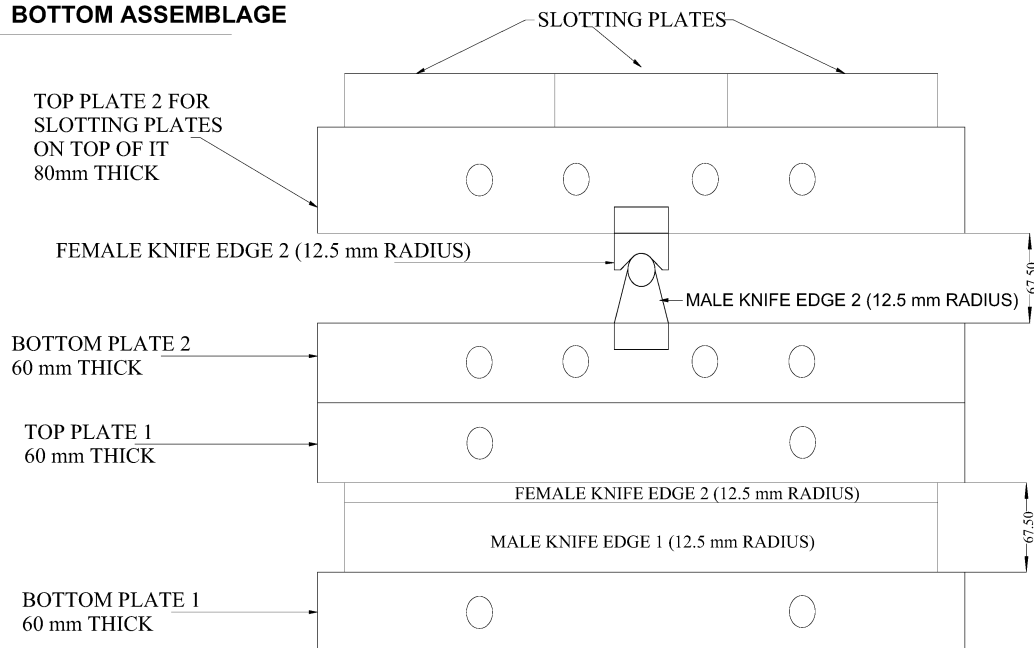 BOTTOM ASSEMBLAGE
SLOTTING PLATES
TOP PLATE 2 FOR
SLOTTING PLATES
ON TOP OF IT
80mm THICK
FEMALE KNIFE EDGE 2 (12.5 mm RADIUS)
67.50
MALE KNIFE EDGE 2 (12.5 mm RADIUS)
BOTTOM PLATE 2
60 mm THICK
TOP PLATE 1
60 mm THICK
FEMALE KNIFE EDGE 2 (12.5 mm RADIUS)
67.50
MALE KNIFE EDGE 1 (12.5 mm RADIUS)
BOTTOM PLATE 1
60 mm THICK